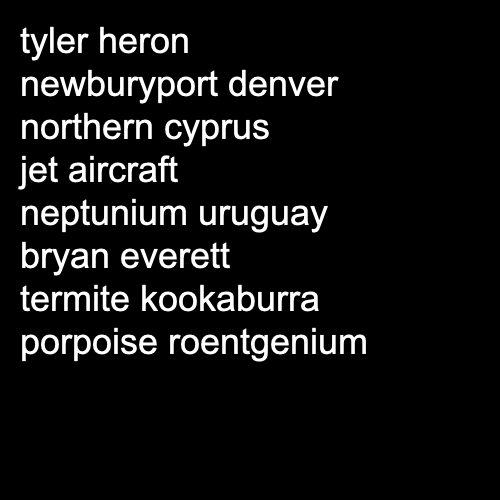 tyler heron
newburyport denver
northern cyprus
jet aircraft
neptunium uruguay
bryan everett
termite kookaburra
porpoise roentgenium